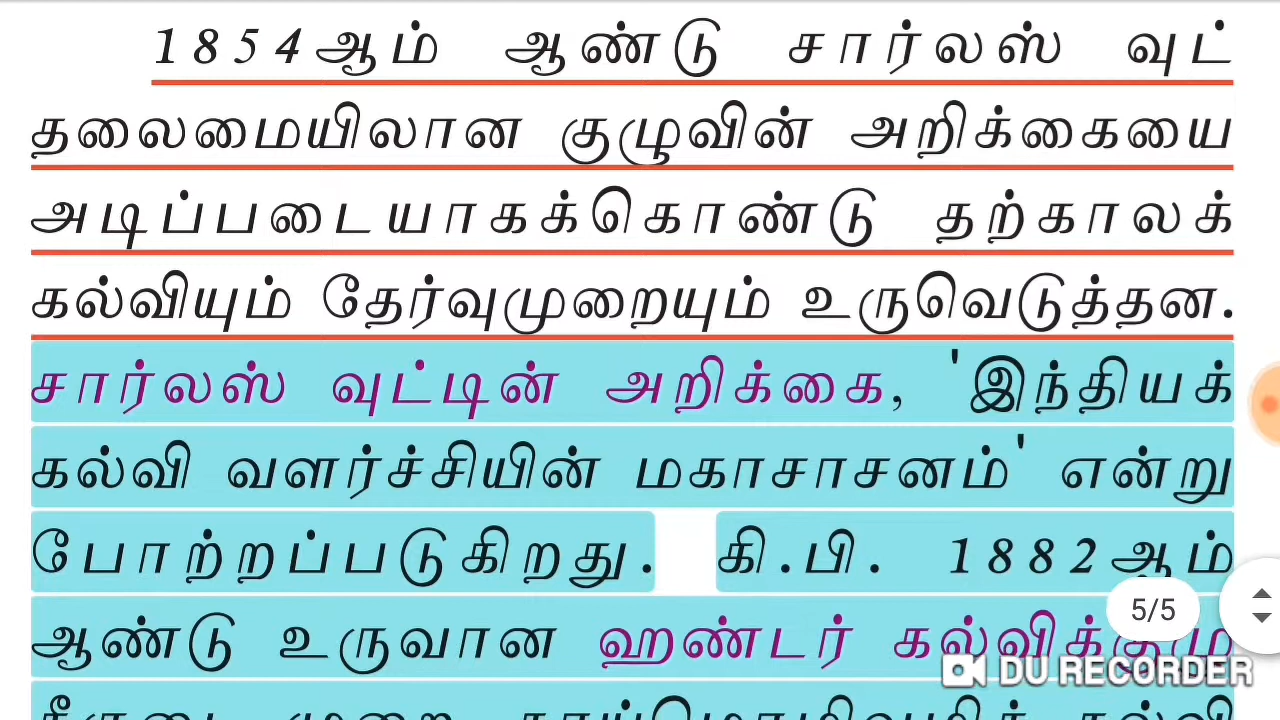 1854ஆம் ஆண்டு சார்லஸ் வுட்
தலைமையிலான குழுவின் அறிக்கையை
அடிப்படையாகக்கொண்டு தற்காலக்
கல்வியும் தேர்வுமுறையும் உருவெடுத்தன.
சார்லஸ் வுட்டின் அறிக்கை, 'இந்தியக்
கல்வி வளர்ச்சியின் மகாசாசனம்' என்று
போற்றப்படுகிறது. கி.பி. 1882ஆம்
ஆண்டு உருவான ஹண்டர்
5/5
DU RECORDER